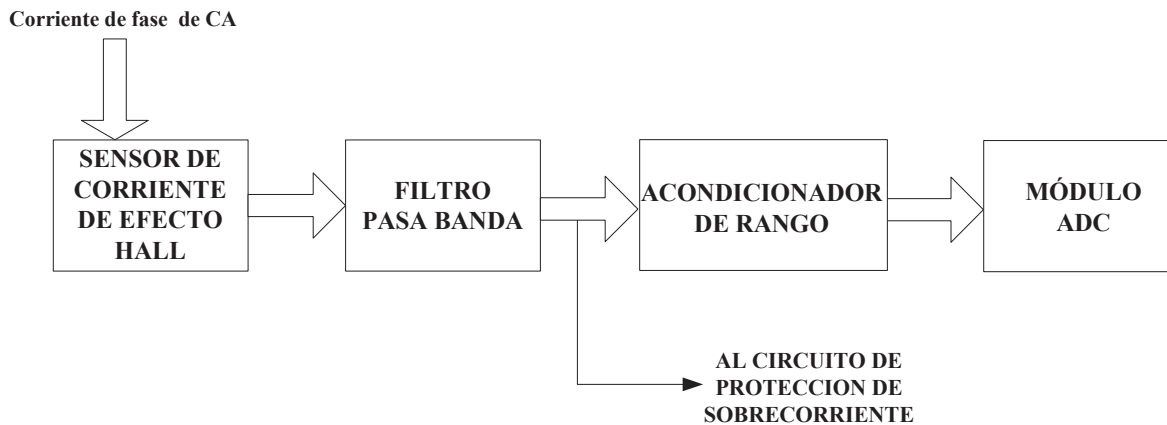 Corriente de fase de CA
SENSOR DE
CORRIENTE
DE EFECTO
HALL
FILTRO
PASA BANDA
ACONDICIONADOR
DE RANGO
MÓDULO
ADC
AL CIRCUITO DE
PROTECCION DE
SOBRECORRIENTE